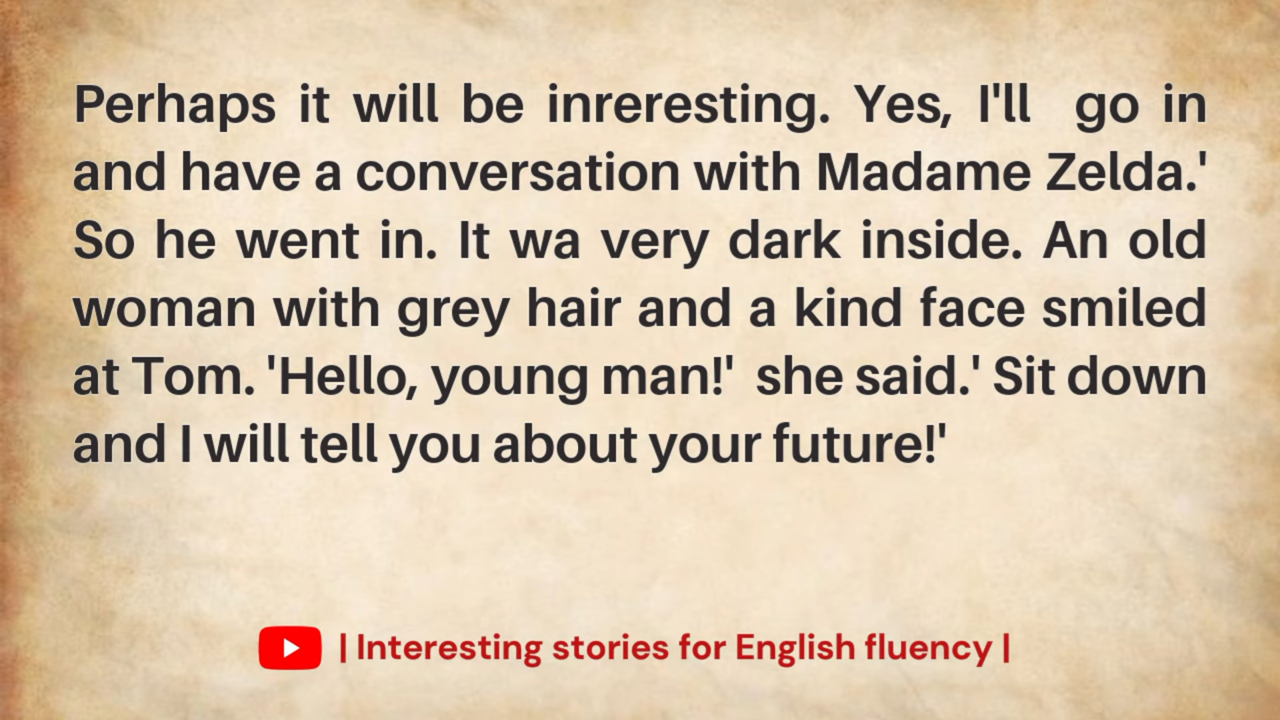 Perhaps it will be inreresting. Yes, I'll  go in
and have a conversation with Madame Zelda.'
So he went in. It wa very dark inside. An old
woman with grey hair and a kind face smiled
at Tom. 'Hello, young man!'  she said.' Sit down
and I will tell you about your future!'
| Interesting stories for English fluency |